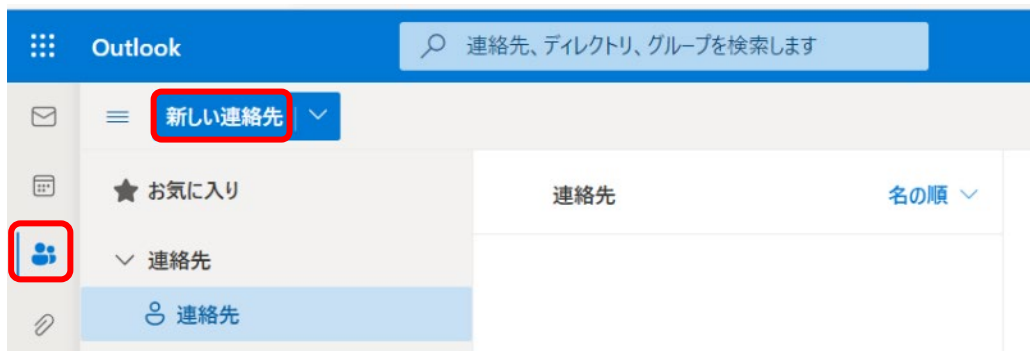 Outlook
連絡先、ディレクトリ、グループを検索します
新しい連絡先
お気に入り
連絡先
名の順
連絡先
連絡先